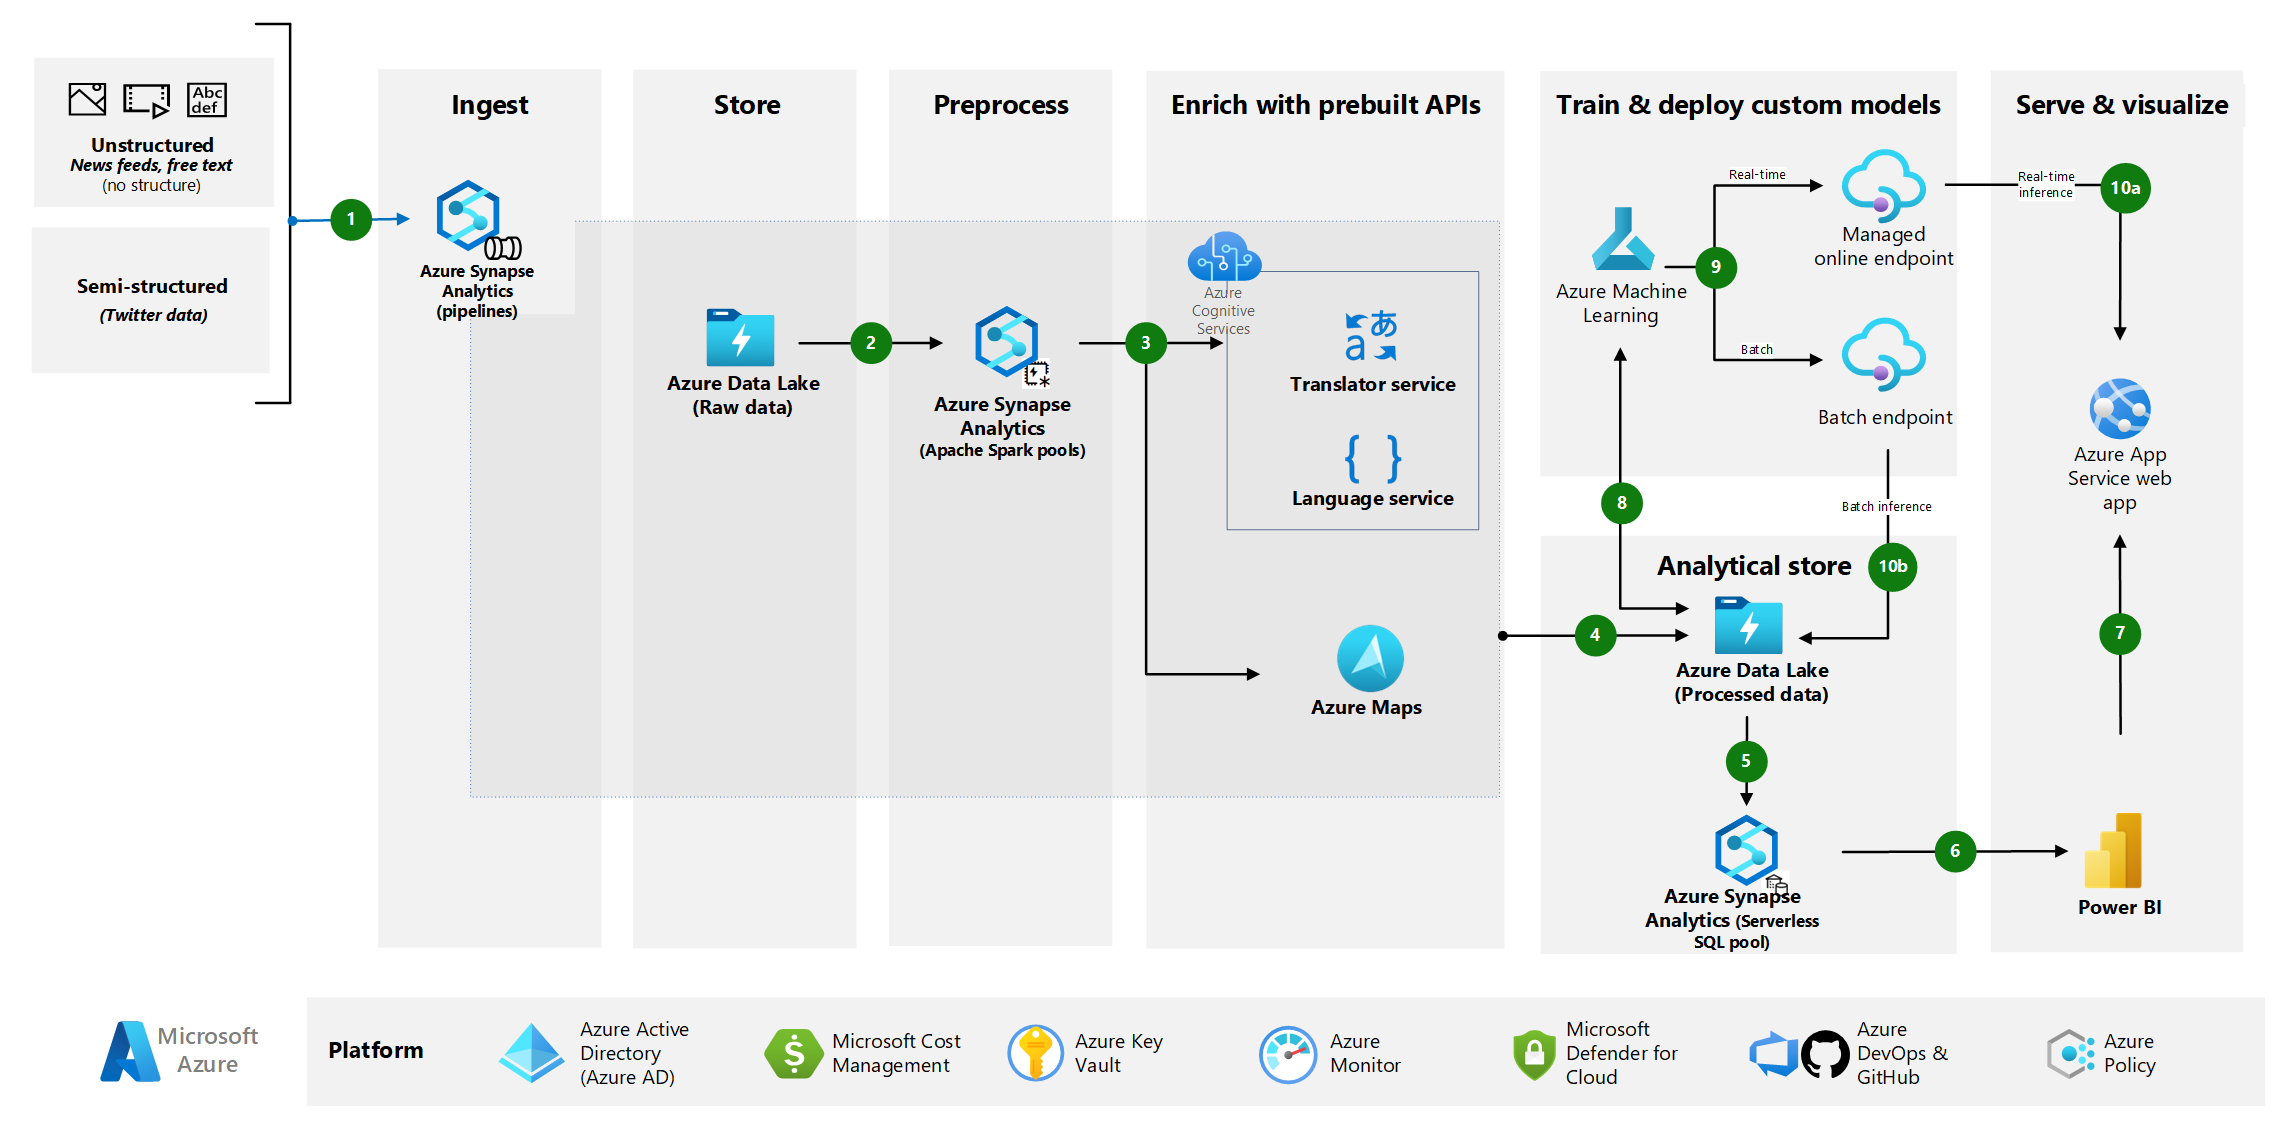 Abc
def
Unstructured
News feeds, free text
(no structure)
Semi-structured
(Twitter data)
1
Ingest
Azure Synapse
Analytics
(pipelines)
Store
Azure Data Lake
(Raw data)
2
Preprocess
Azure Synapse
Analytics
(Apache Spark pools)
3
Enrich with prebuilt APIs
Azure
Cognitive
Services
a あ
Translator service
{ }
Language service
Azure Maps
4
Train & deploy custom models
Azure Machine
Learning
9
Real-time
Managed
online endpoint
Batch
Batch endpoint
8
Batch inference
10b
Analytical store
Azure Data Lake
(Processed data)
5
Azure Synapse
Analytics (Serverless
SQL pool)
6
Serve & visualize
Real-time
inference
10a
Azure App
Service web
app
7
Power BI
Microsoft
Azure
Platform
Azure Active
Directory
(Azure AD)
$
Microsoft Cost
Management
Azure Key
Vault
Azure
Monitor
Microsoft
Defender for
Cloud
Azure
DevOps &
GitHub
Azure
Policy